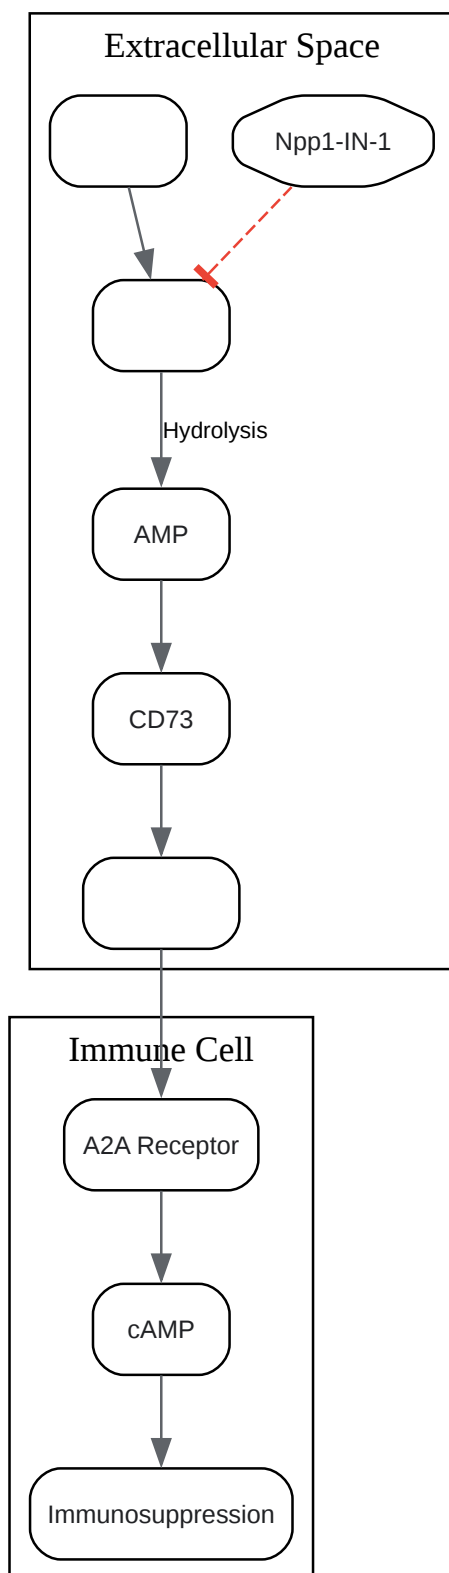 Extracellular Space
Npp1-IN-1
Hydrolysis
AMP
CD73
Immune Cell
A2A Receptor
cAMP
Immunosuppression